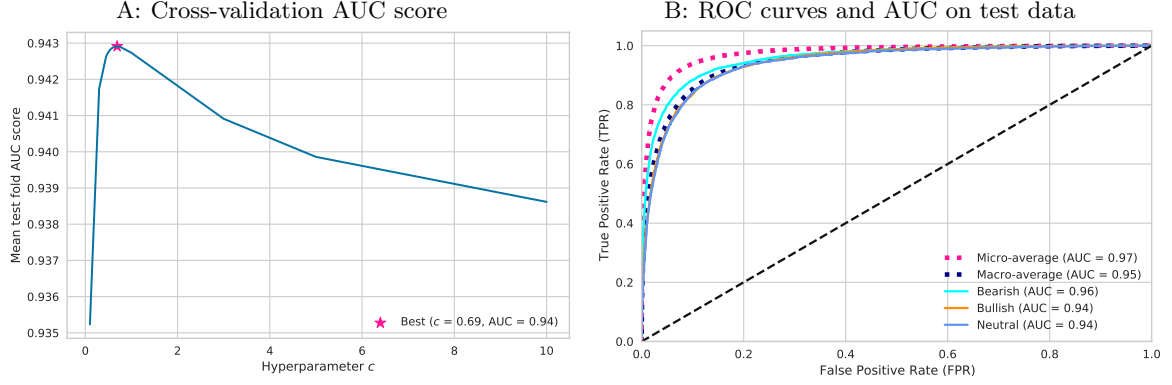 A: Cross-validation AUC score
0.943
0.942
0.941
0.940
0.939
0.938
0.937
0.936
0.935
Mean test fold AUC score
Best (c = 0.69, AUC = 0.94)
0 2 4 6 8 10
Hyperparameter c
B: ROC curves and AUC on test data
1.0
0.8
0.6
0.4
0.2
0.0
True Positive Rate (TPR)
Micro-average (AUC = 0.97)
Macro-average (AUC = 0.95)
Bearish (AUC = 0.96)
Bullish (AUC = 0.94)
Neutral (AUC = 0.94)
0.0 0.2 0.4 0.6 0.8 1.0
False Positive Rate (FPR)